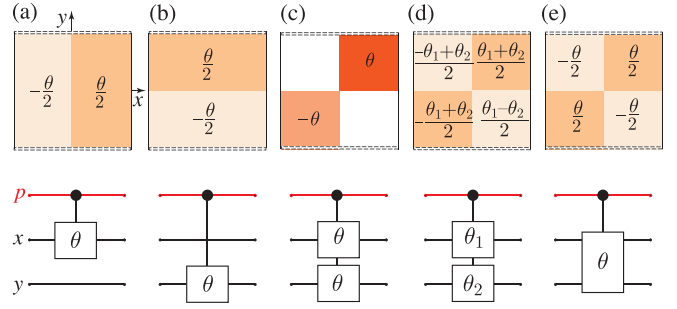 (a) (b) (c) (d) (e)
y
x
-θ/2 θ/2
θ/2
-θ/2
θ
-θ
-θ₁+θ₂/2 θ₁+θ₂/2
-θ₁+θ₂/2 θ₁-θ₂/2
-θ/2 θ/2
θ/2 -θ/2
p
x θ θ θ₁ θ
y θ θ θ₂